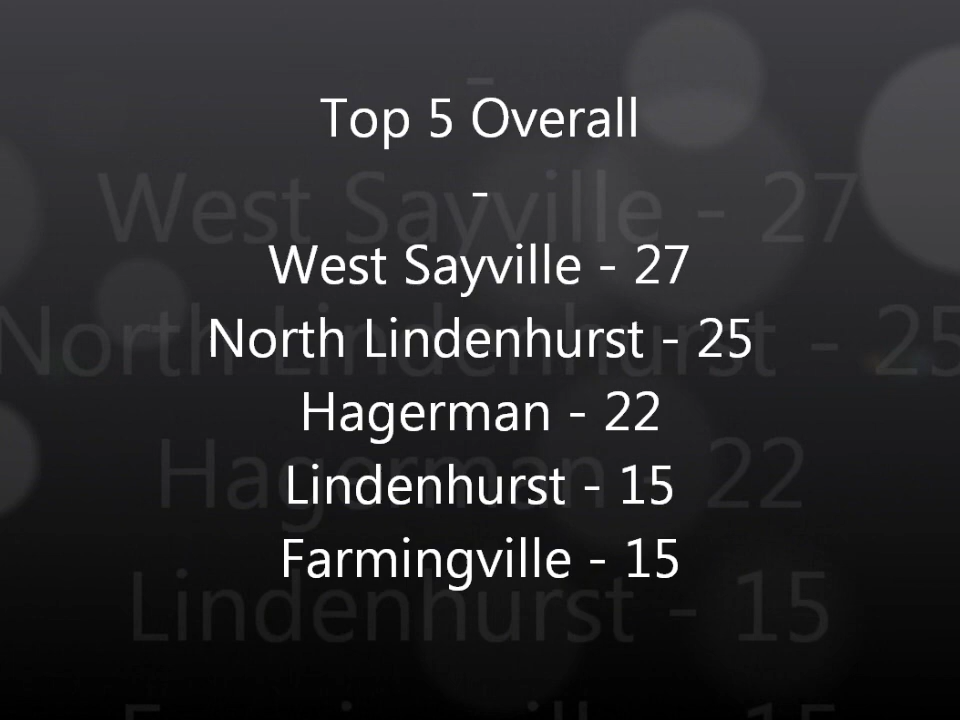 Top 5 Overall
-
West Sayville - 27
North Lindenhurst - 25
Hagerman - 22
Lindenhurst - 15
Farmingville - 15